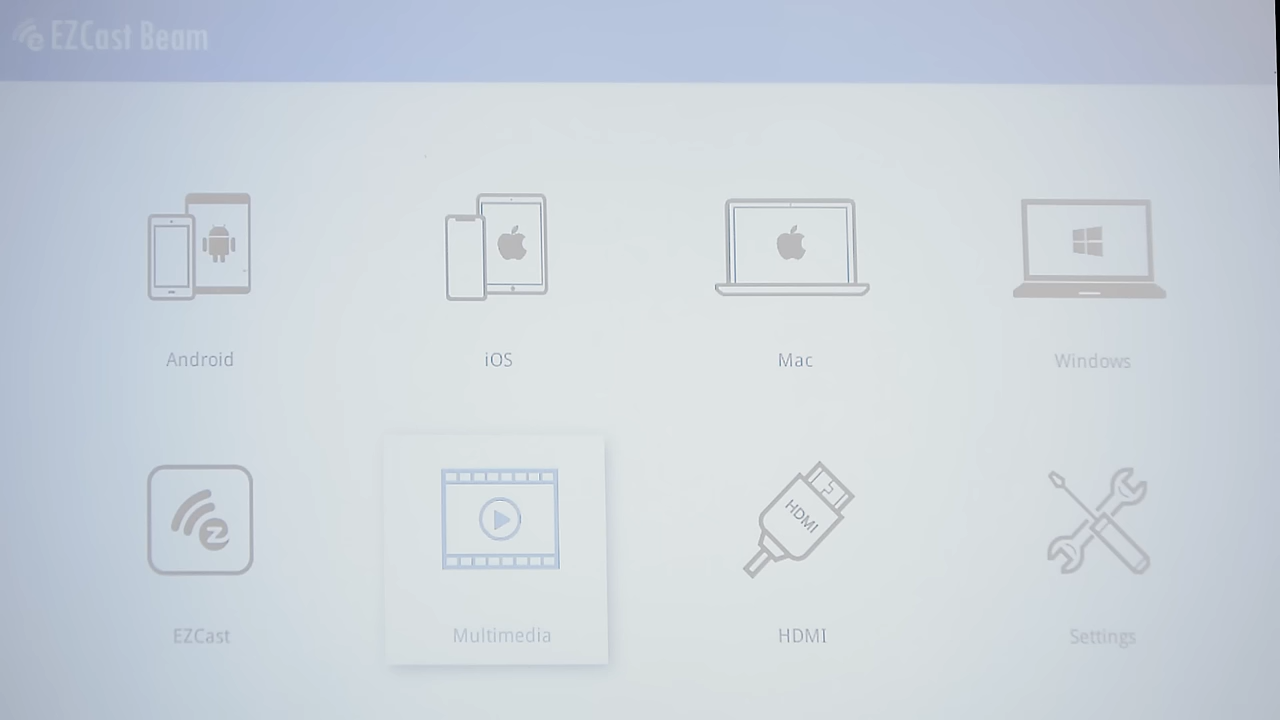 EZCast Beam
Android
iOS
Mac
Windows
EZCast
Multimedia
HDMI
HDMI
Settings